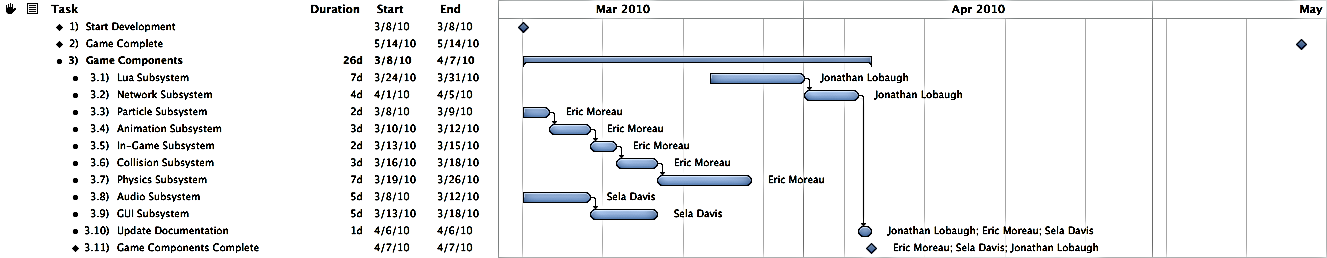 Task Duration Start End Mar 2010 Apr 2010 May
1) Start Development 3/8/10 3/8/10
2) Game Complete 5/14/10 5/14/10
3) Game Components 26d 3/8/10 4/7/10
3.1) Lua Subsystem 7d 3/24/10 3/31/10 Jonathan Lobaugh
3.2) Network Subsystem 4d 4/1/10 4/5/10 Jonathan Lobaugh
3.3) Particle Subsystem 2d 3/8/10 3/9/10 Eric Moreau
3.4) Animation Subsystem 3d 3/10/10 3/12/10 Eric Moreau
3.5) In-Game Subsystem 2d 3/13/10 3/15/10 Eric Moreau
3.6) Collision Subsystem 3d 3/16/10 3/18/10 Eric Moreau
3.7) Physics Subsystem 7d 3/19/10 3/26/10 Eric Moreau
3.8) Audio Subsystem 5d 3/8/10 3/12/10 Sela Davis
3.9) GUI Subsystem 5d 3/13/10 3/18/10 Sela Davis
3.10) Update Documentation 1d 4/6/10 4/6/10 Jonathan Lobaugh; Eric Moreau; Sela Davis
3.11) Game Components Complete 4/7/10 4/7/10 Eric Moreau; Sela Davis; Jonathan Lobaugh